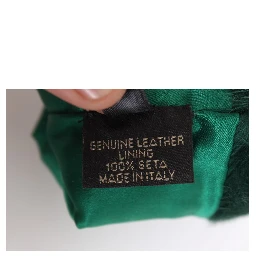 GENUINE LEATHER
LINING
100% SETA
MADE IN ITALY